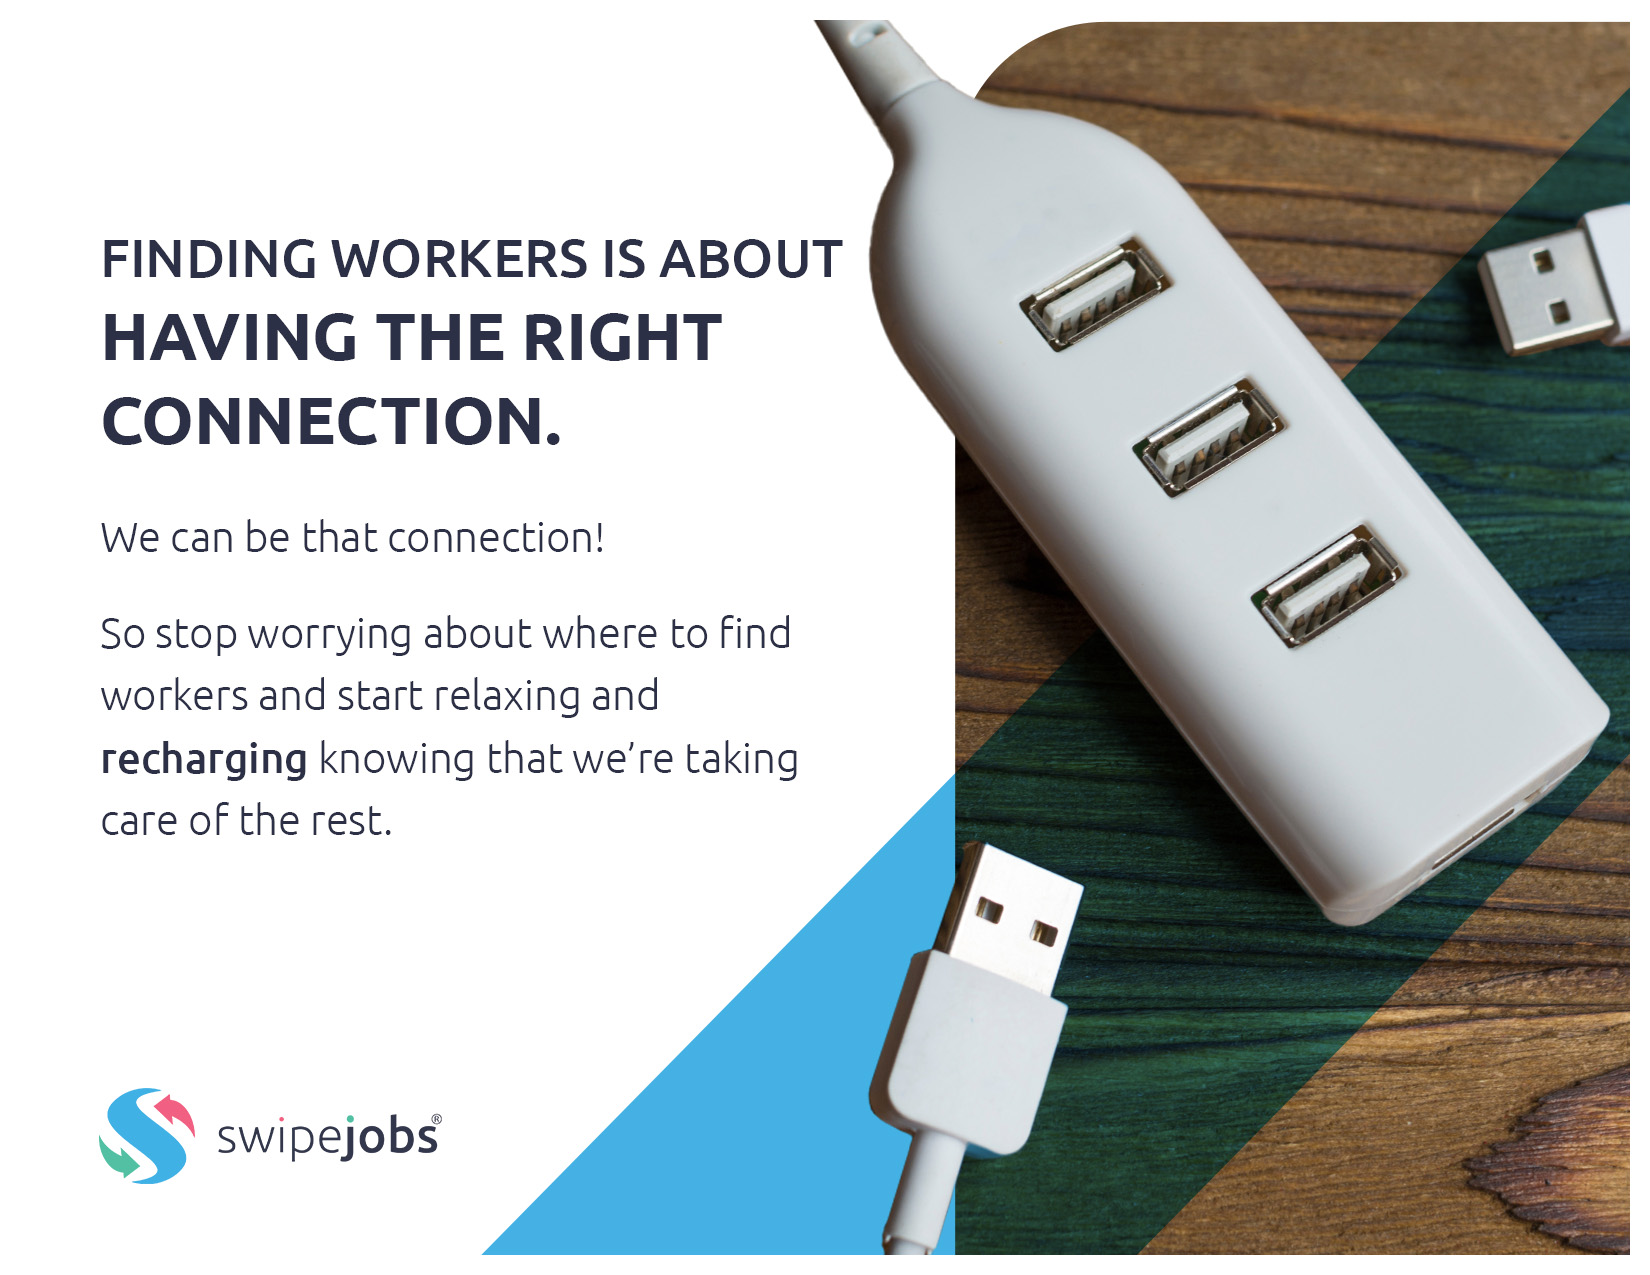 FINDING WORKERS IS ABOUT
HAVING THE RIGHT
CONNECTION.
We can be that connection!
So stop worrying about where to find
workers and start relaxing and
recharging knowing that we're taking
care of the rest.
swipejobs®